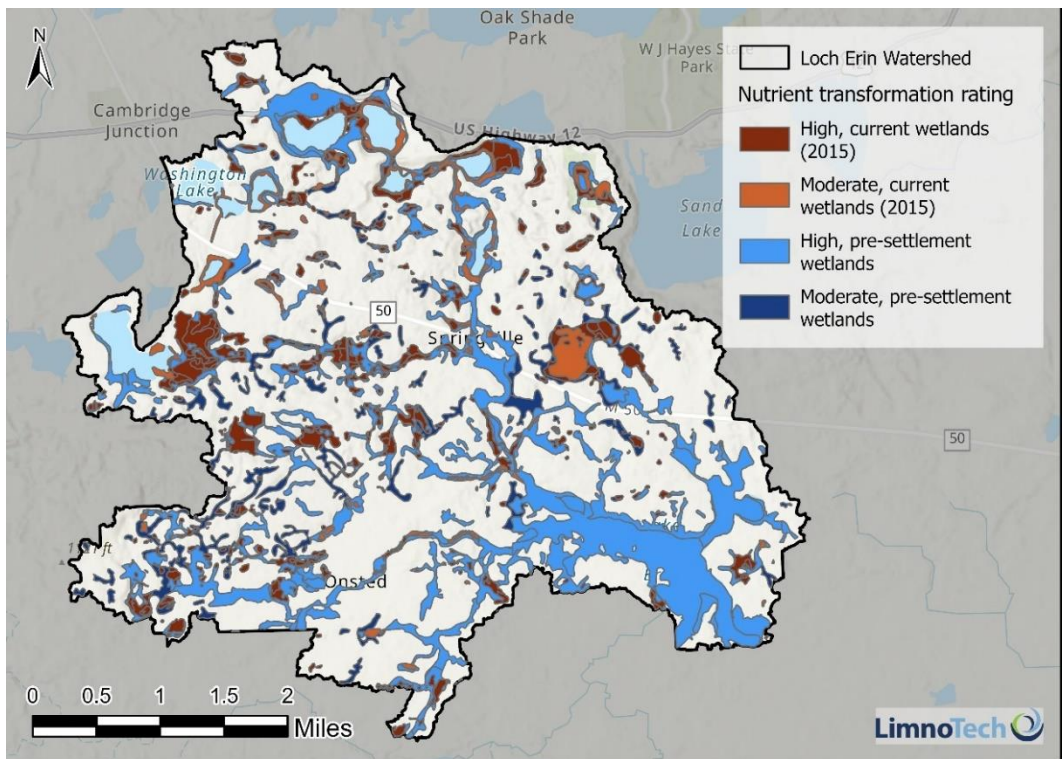 N
Oak Shade
Park
W J Hayes State
Park
Cambridge
Junction
US Highway 12
Washington
Lake
Sand
Lake
50
Springville
M 50
50
Lake
Onsted
Loch Erin Watershed
Nutrient transformation rating
High, current wetlands
(2015)
Moderate, current
wetlands (2015)
High, pre-settlement
wetlands
Moderate, pre-settlement
wetlands
0 0.5 1 1.5 2
Miles
LimnoTech